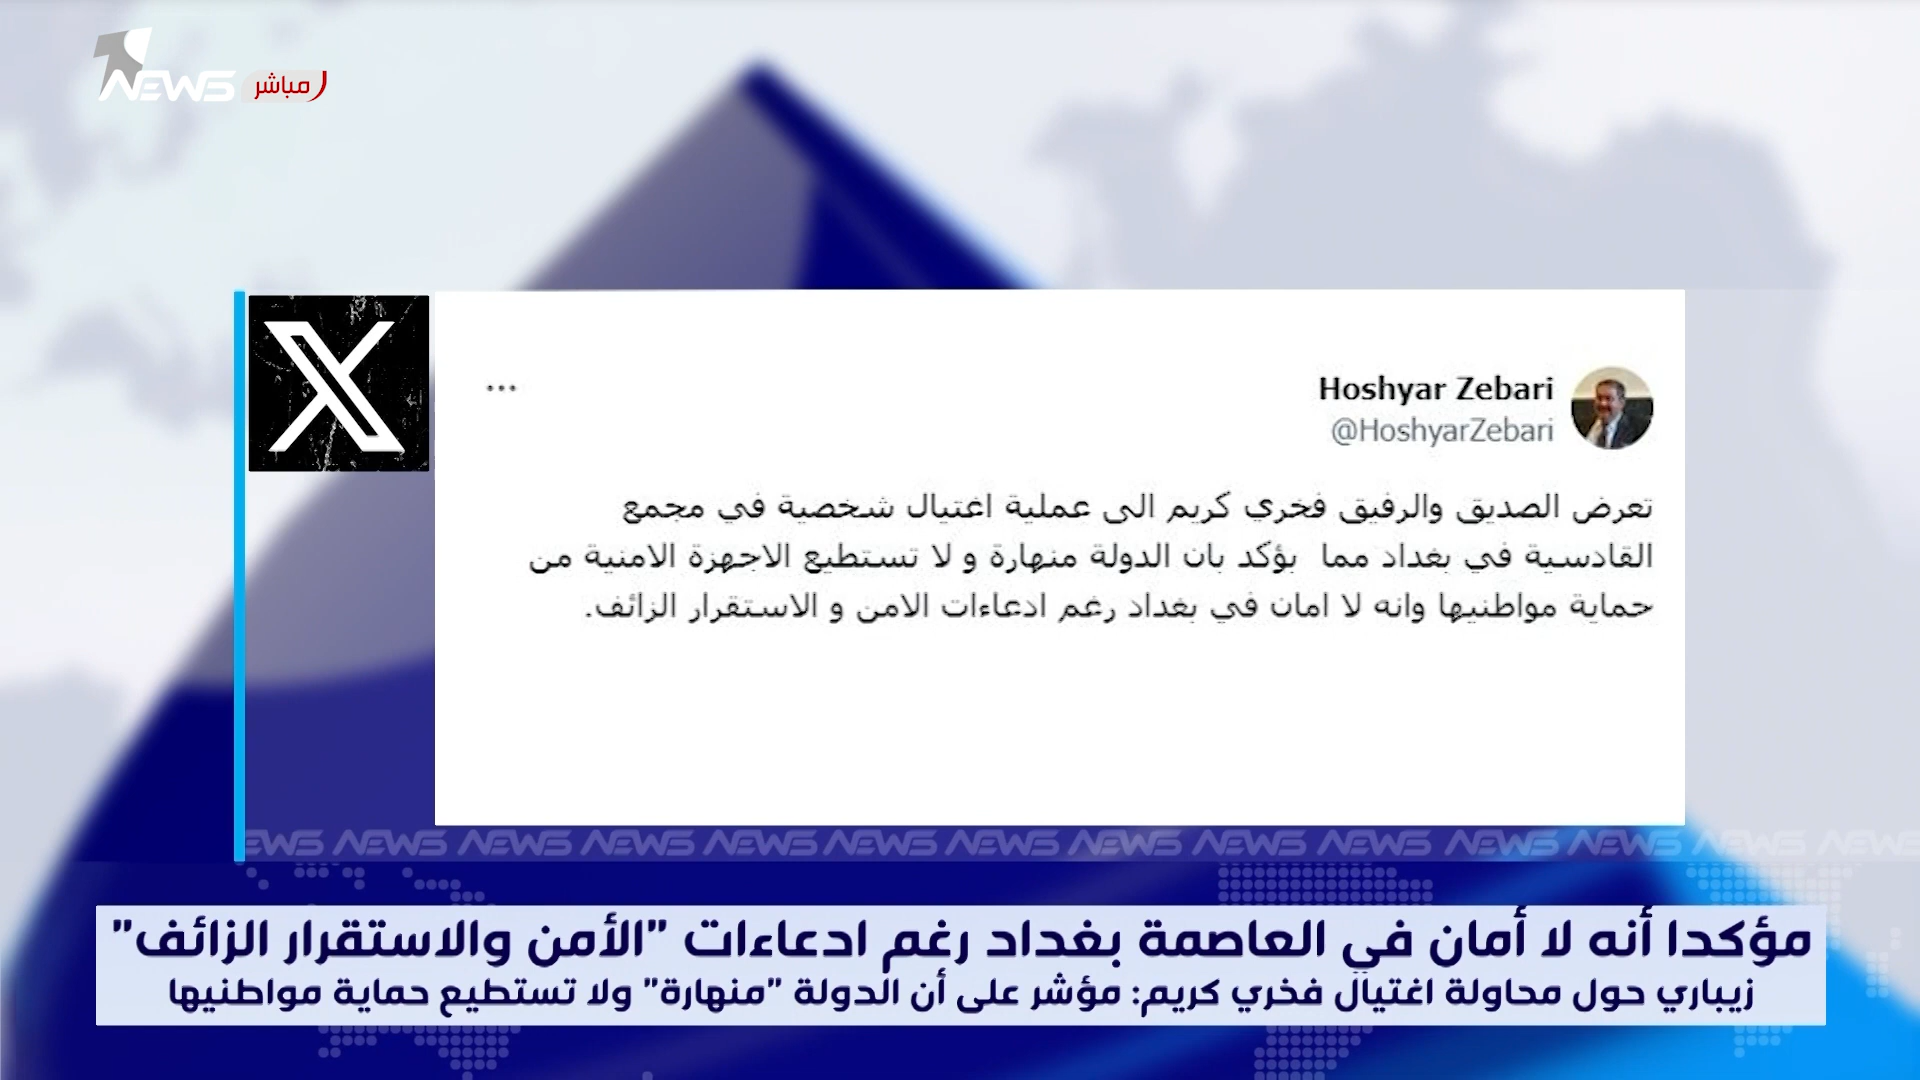 NEWS مباشر
Hoshyar Zebari
@HoshyarZebari
تعرض الصديق والرفيق فخري كريم الى عملية اغتيال شخصية في مجمع
القادسية في بغداد مما يؤكد بان الدولة منهارة و لا تستطيع الاجهزة الامنية من
حماية مواطنيها وانه لا امان في بغداد رغم ادعاءات الامن و الاستقرار الزائف.
NEWS NEWS NEWS NEWS NEWS NEWS NEWS NEWS NEWS NEWS NEWS NEWS NEWS NEWS
مؤكدا أنه لا أمان في العاصمة بغداد رغم ادعاءات "الأمن والاستقرار الزائف"
زيباري حول محاولة اغتيال فخري كريم: مؤشر على أن الدولة "منهارة" ولا تستطيع حماية مواطنيها